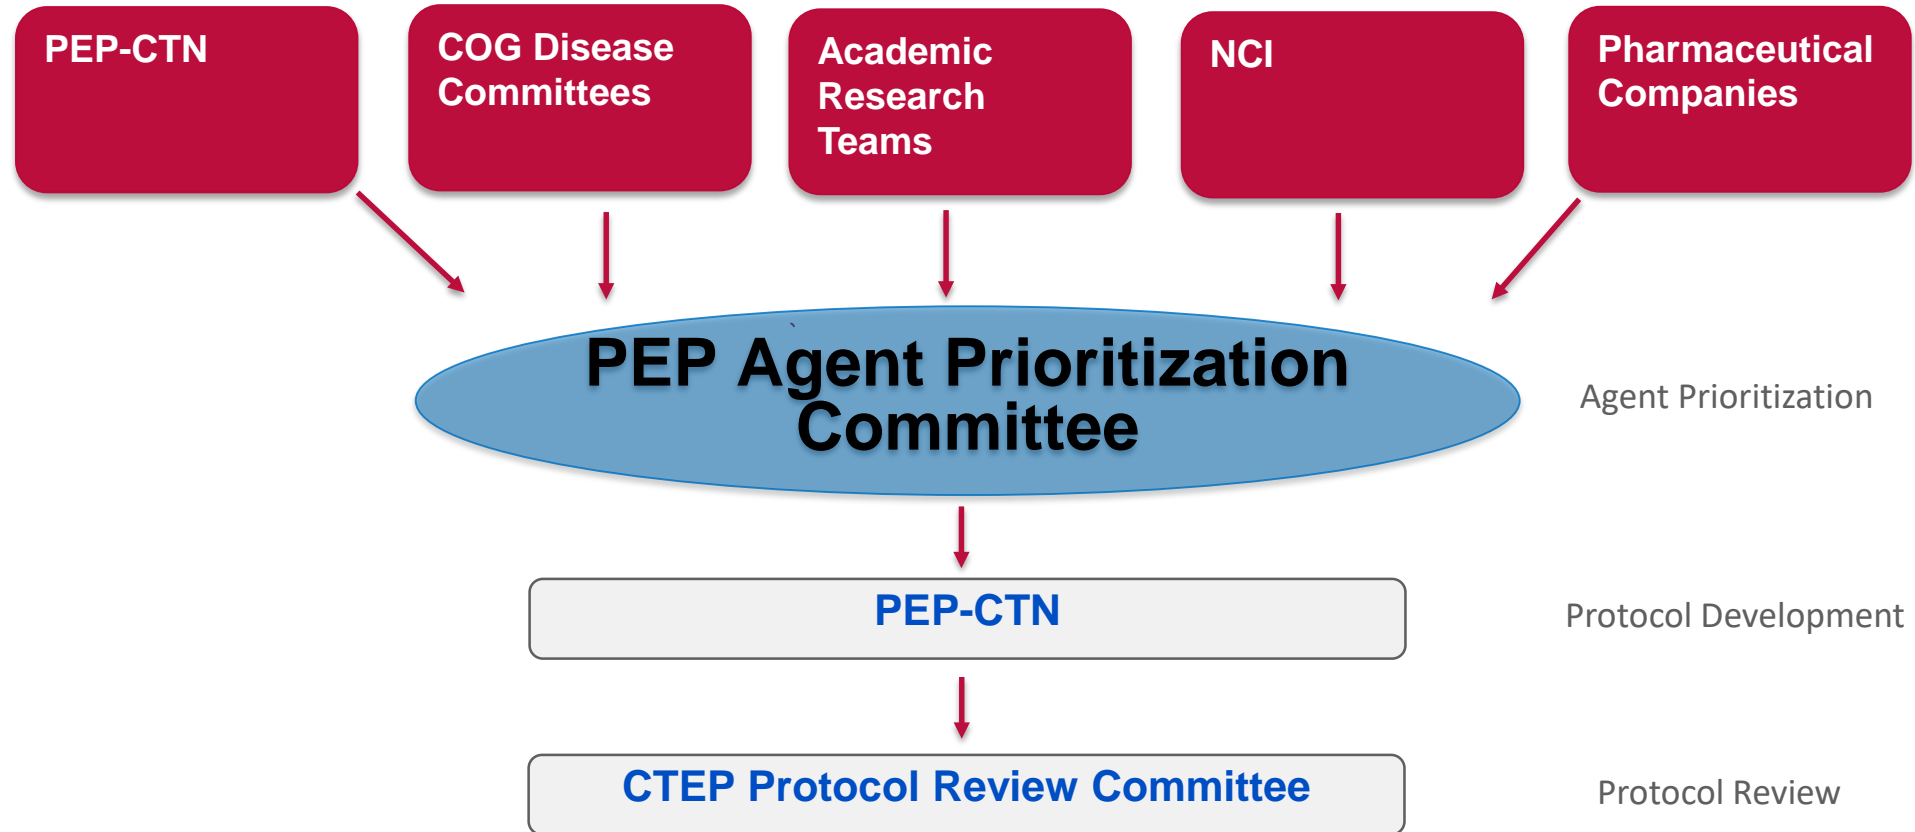 PEP-CTN
COG Disease
Committees
Academic
Research
Teams
NCI
Pharmaceutical
Companies
PEP Agent Prioritization
Committee
Agent Prioritization
PEP-CTN
Protocol Development
CTEP Protocol Review Committee
Protocol Review